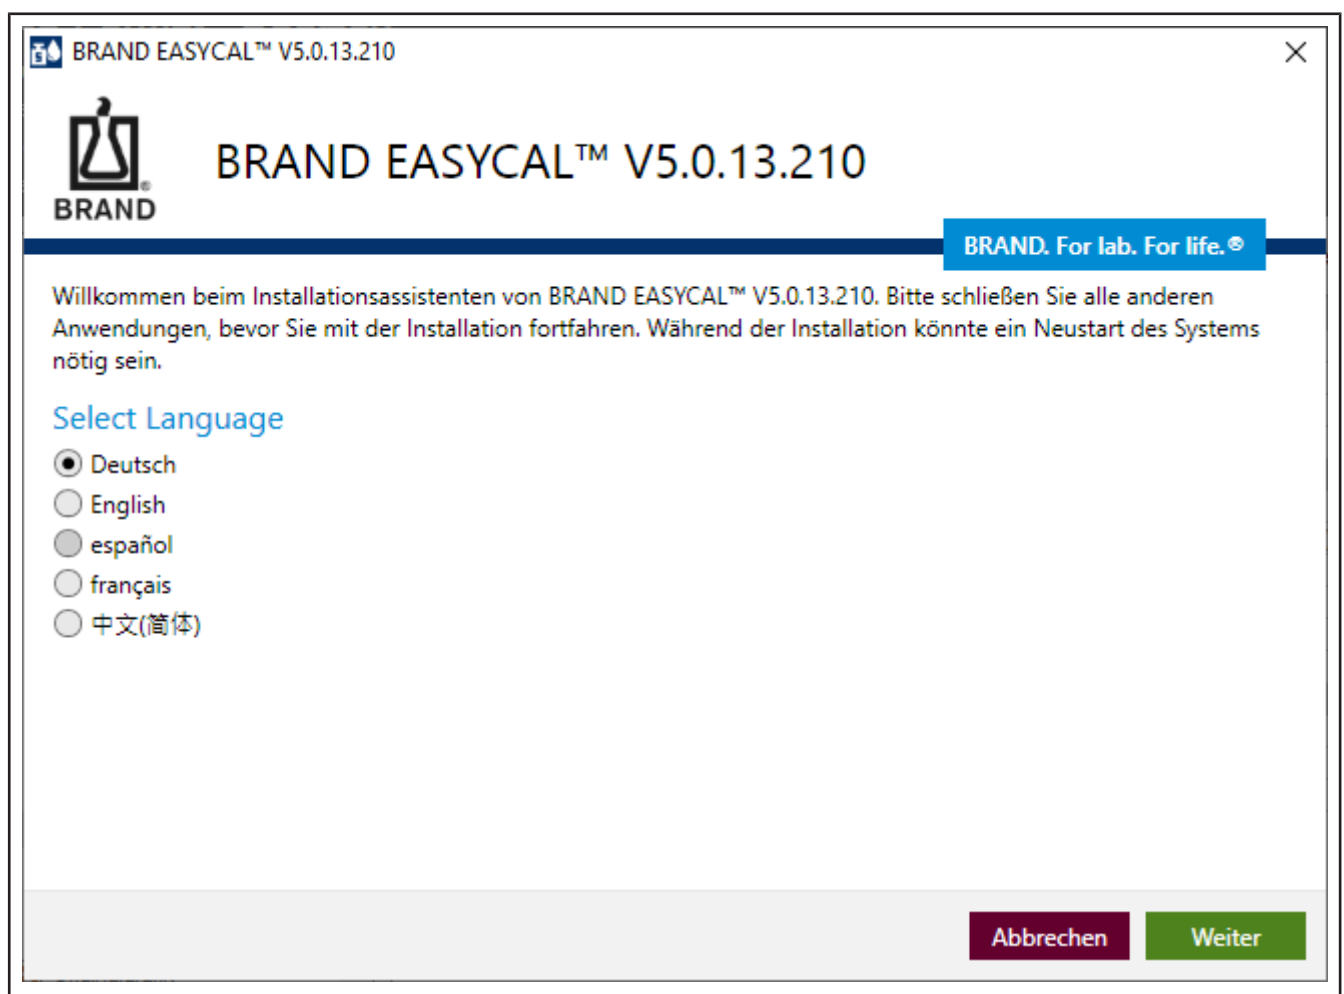 BRAND EASYCAL™ V5.0.13.210
BRAND®
BRAND EASYCAL™ V5.0.13.210
BRAND. For lab. For life.®
Willkommen beim Installationsassistenten von BRAND EASYCAL™ V5.0.13.210. Bitte schließen Sie alle anderen
Anwendungen, bevor Sie mit der Installation fortfahren. Während der Installation könnte ein Neustart des Systems
nötig sein.
Select Language
Deutsch
English
español
français
中文(简体)
Abbrechen
Weiter